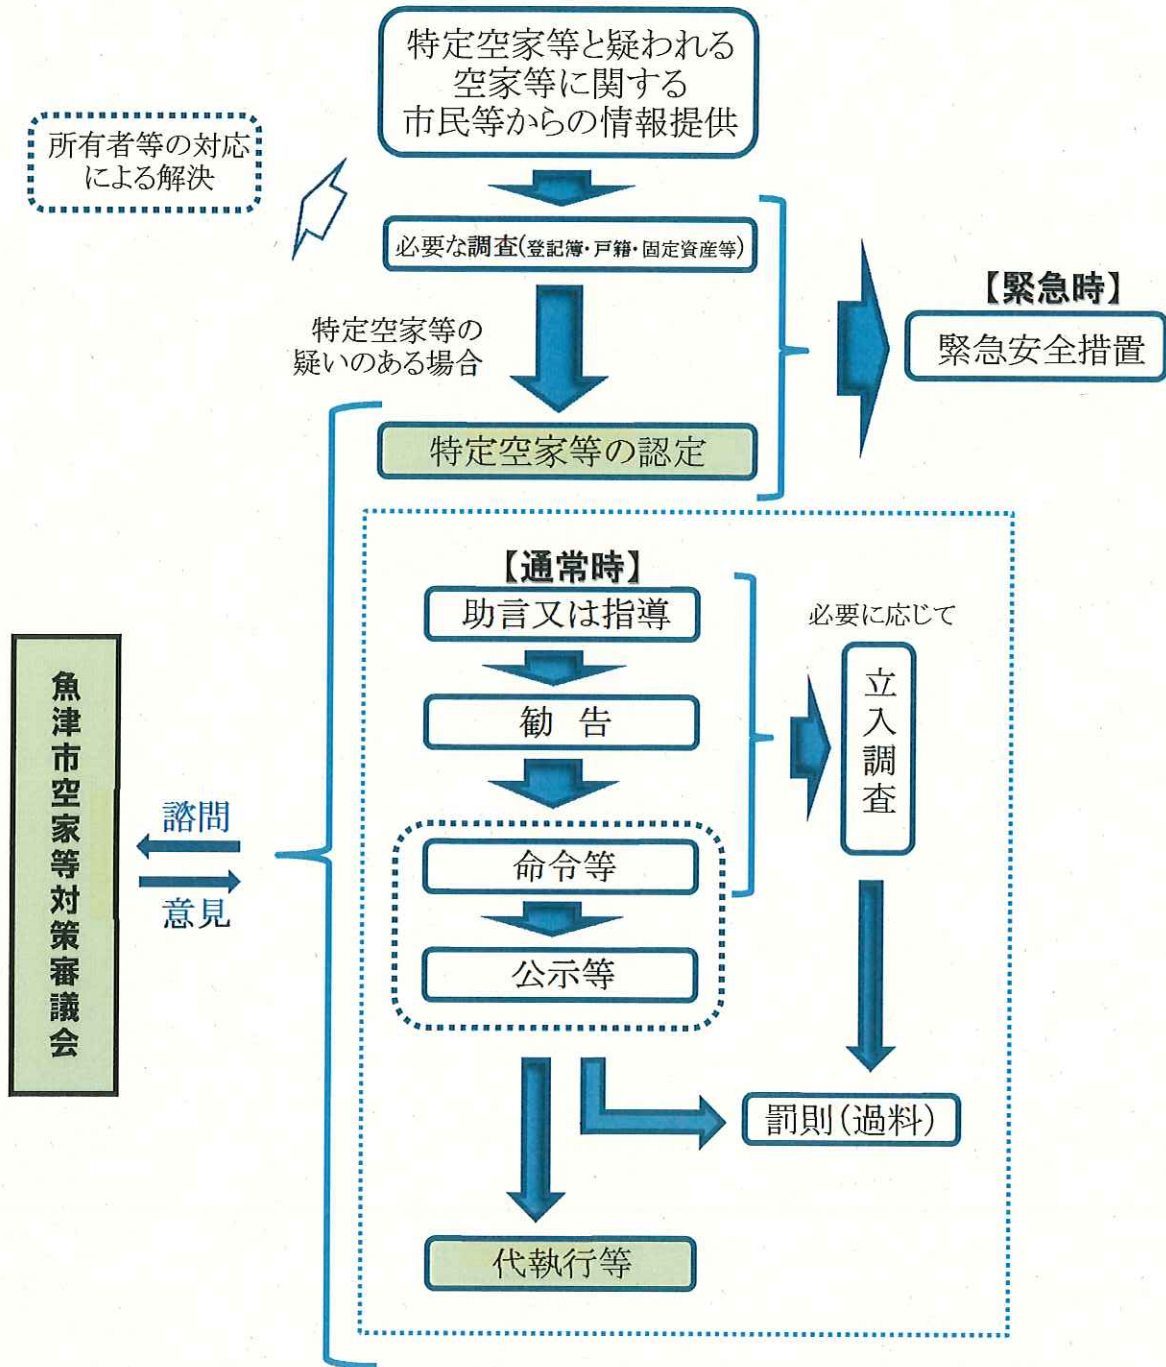 特定空家等と疑われる
空家等に関する
市民等からの情報提供
所有者等の対応
による解決
必要な調査(登記簿・戸籍・固定資産等)
【緊急時】
緊急安全措置
特定空家等の
疑いのある場合
特定空家等の認定
【通常時】
助言又は指導
必要に応じて
立入調査
勧 告
魚津市空家等対策審議会
諮問
意見
命令等
公示等
罰則(過料)
代執行等